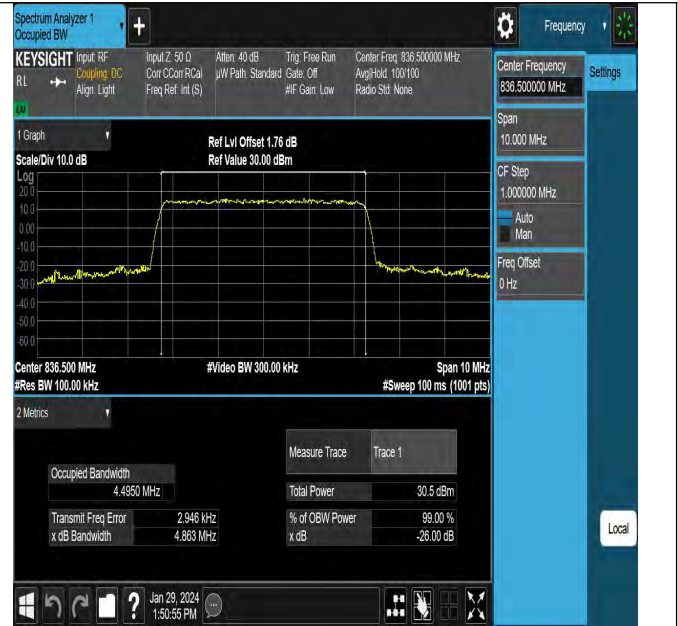 Spectrum Analyzer 1
Occupied BW
Frequency
KEYSIGHT
RL
Input: RF
Coupling: DC
Align: Light
Input Z: 50 Ω
Corr CCorr RCal
Freq Ref: Int (S)
Atten: 40 dB
µW Path: Standard
Trig: Free Run
Gate: Off
#IF Gain: Low
Center Freq: 836.500000 MHz
Avg|Hold: 100/100
Radio Std: None
Center Frequency
836.500000 MHz
Settings
Span
10.000 MHz
CF Step
1.000000 MHz
Auto
Man
Freq Offset
0 Hz
1 Graph
Scale/Div 10.0 dB
Ref Lvl Offset 1.76 dB
Ref Value 30.00 dBm
Log
20.0
10.0
0.00
-10.0
-20.0
-30.0
-40.0
-50.0
-60.0
Center 836.500 MHz
#Video BW 300.00 kHz
Span 10 MHz
#Res BW 100.00 kHz
#Sweep 100 ms (1001 pts)
2 Metrics
Measure Trace
Trace 1
Occupied Bandwidth
4.4950 MHz
Total Power
30.5 dBm
Transmit Freq Error
2.946 kHz
% of OBW Power
99.00 %
x dB Bandwidth
4.863 MHz
x dB
-26.00 dB
Local
?
Jan 29, 2024
1:50:55 PM